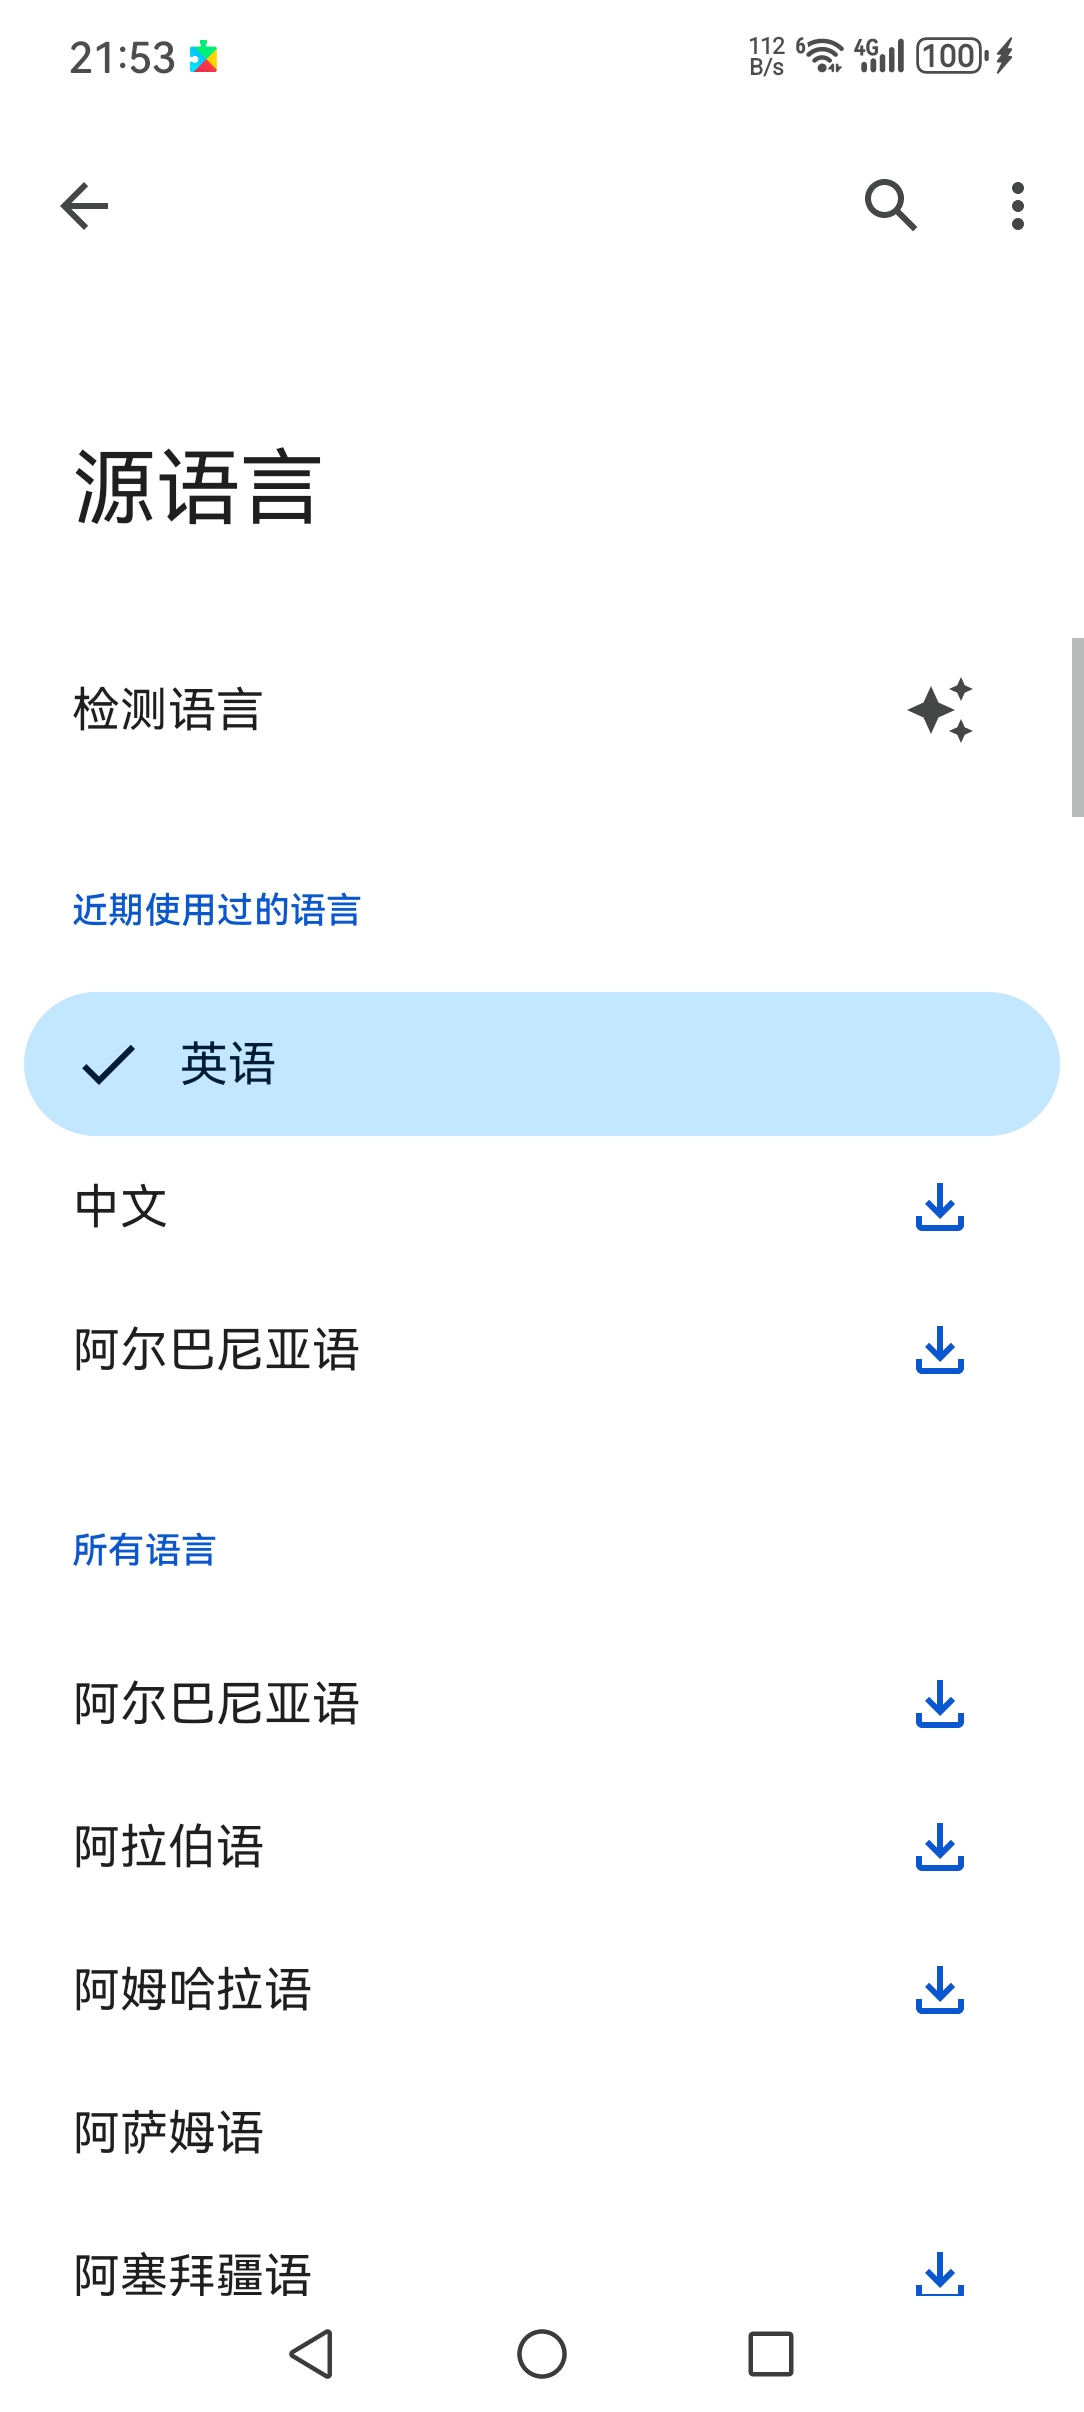 21:53
112 B/s
6
4G
100
源语言
检测语言
近期使用过的语言
英语
中文
阿尔巴尼亚语
所有语言
阿尔巴尼亚语
阿拉伯语
阿姆哈拉语
阿萨姆语
阿塞拜疆语